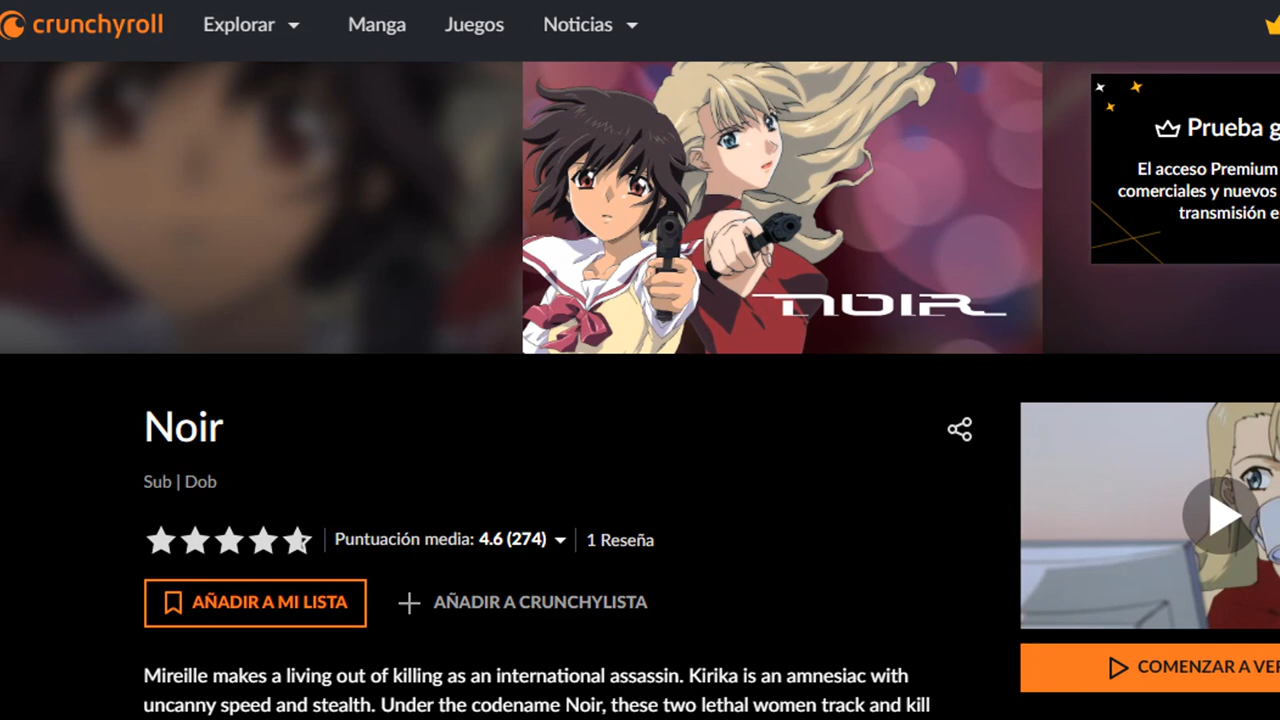 crunchyroll Explorar Manga Juegos Noticias
NOIR
Prueba g
El acceso Premium
comerciales y nuevos
transmisión e
Noir
Sub | Dob
Puntuación media: 4.6 (274) 1 Reseña
AÑADIR A MI LISTA + AÑADIR A CRUNCHYLISTA
Mireille makes a living out of killing as an international assassin. Kirika is an amnesiac with
uncanny speed and stealth. Under the codename Noir, these two lethal women track and kill
COMENZAR A VER